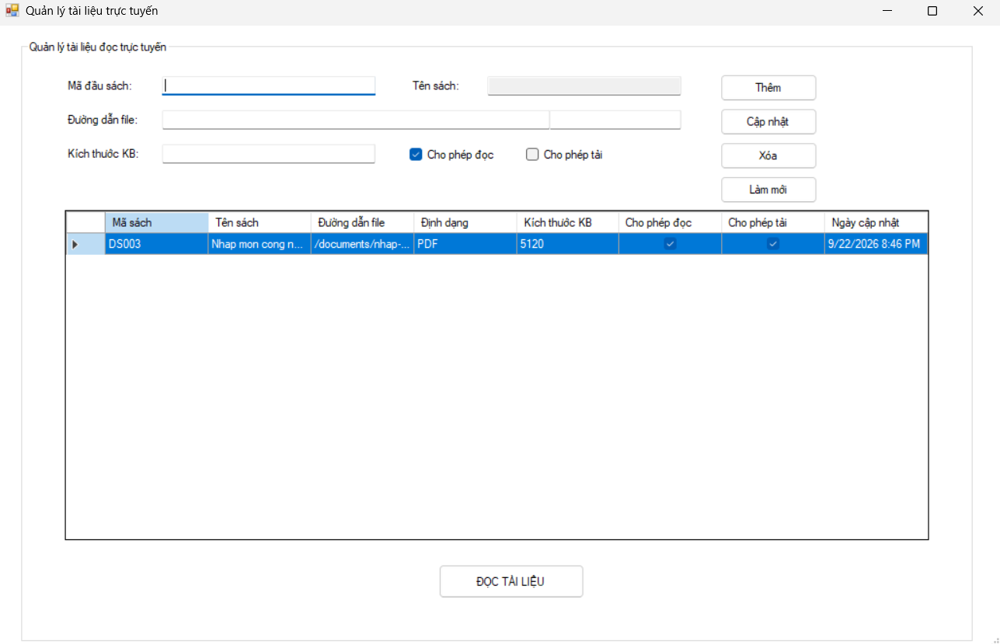 Quản lý tài liệu trực tuyến
Quản lý tài liệu đọc trực tuyến
Mã đầu sách: Tên sách: Thêm
Đường dẫn file: Cập nhật
Kích thước KB: Cho phép đọc Cho phép tải Xóa
Làm mới
Mã sách Tên sách Đường dẫn file Định dạng Kích thước KB Cho phép đọc Cho phép tải Ngày cập nhật
DS003 Nhap mon cong n... /documents/nhap-... PDF 5120 9/22/2026 8:46 PM
ĐỌC TÀI LIỆU